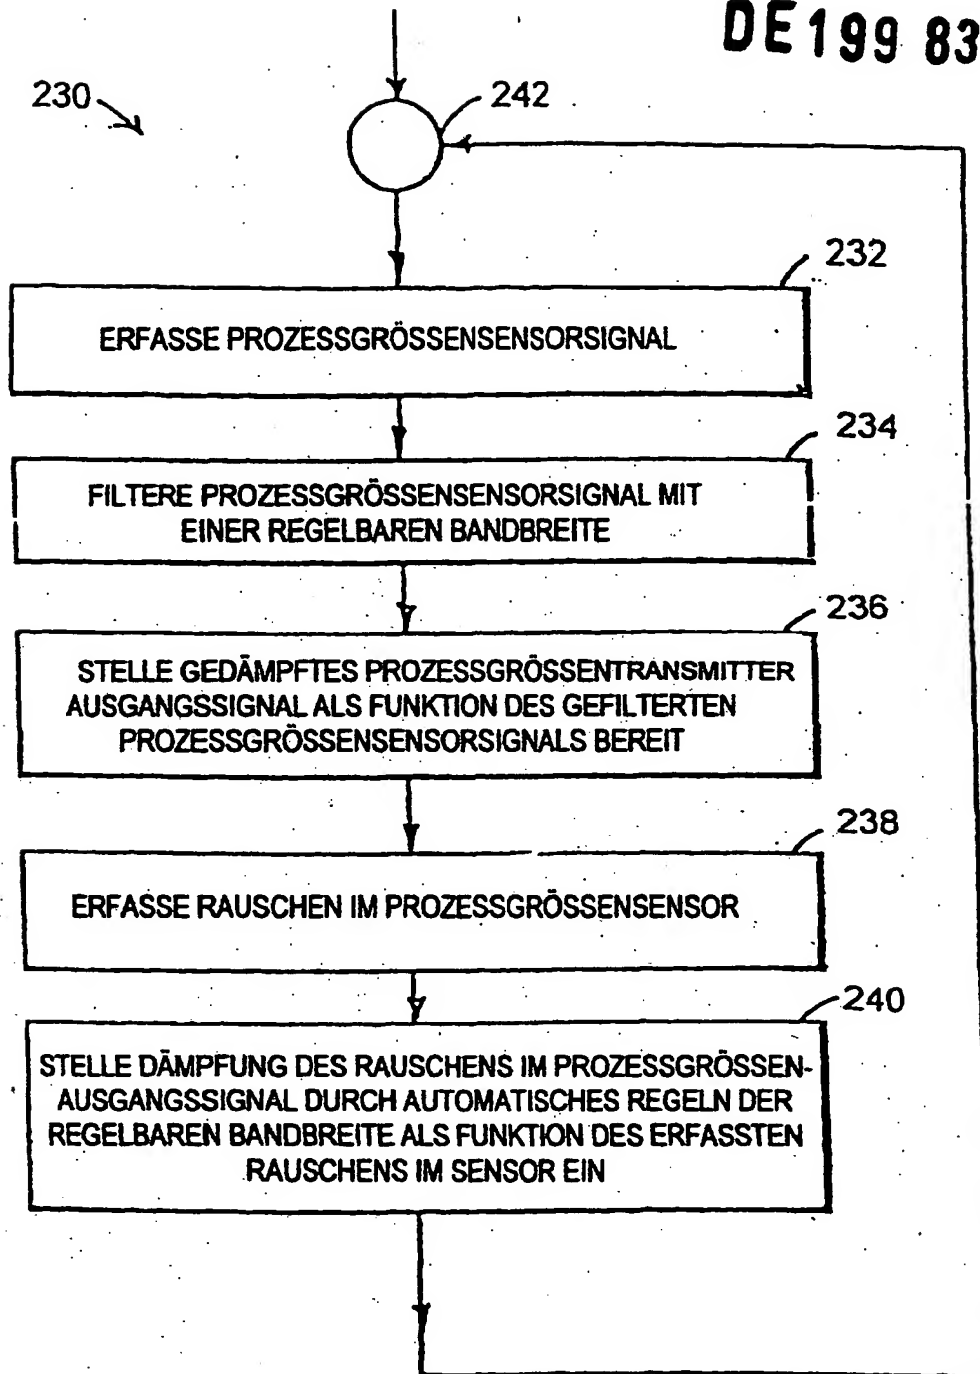 DE 199 83
230
242
232
ERFASSE PROZESSGRÖSSENSENSORSIGNAL
234
FILTERE PROZESSGRÖSSENSENSORSIGNAL MIT
EINER REGELBAREN BANDBREITE
236
STELLE GEDÄMPFTES PROZESSGRÖSSENTRANSMITTER
AUSGANGSSIGNAL ALS FUNKTION DES GEFILTERTEN
PROZESSGRÖSSENSENSORSIGNALS BEREIT
238
ERFASSE RAUSCHEN IM PROZESSGRÖSSENSENSOR
240
STELLE DÄMPFUNG DES RAUSCHENS IM PROZESSGRÖSSEN-
AUSGANGSSIGNAL DURCH AUTOMATISCHES REGELN DER
REGELBAREN BANDBREITE ALS FUNKTION DES ERFASSTEN
RAUSCHENS IM SENSOR EIN